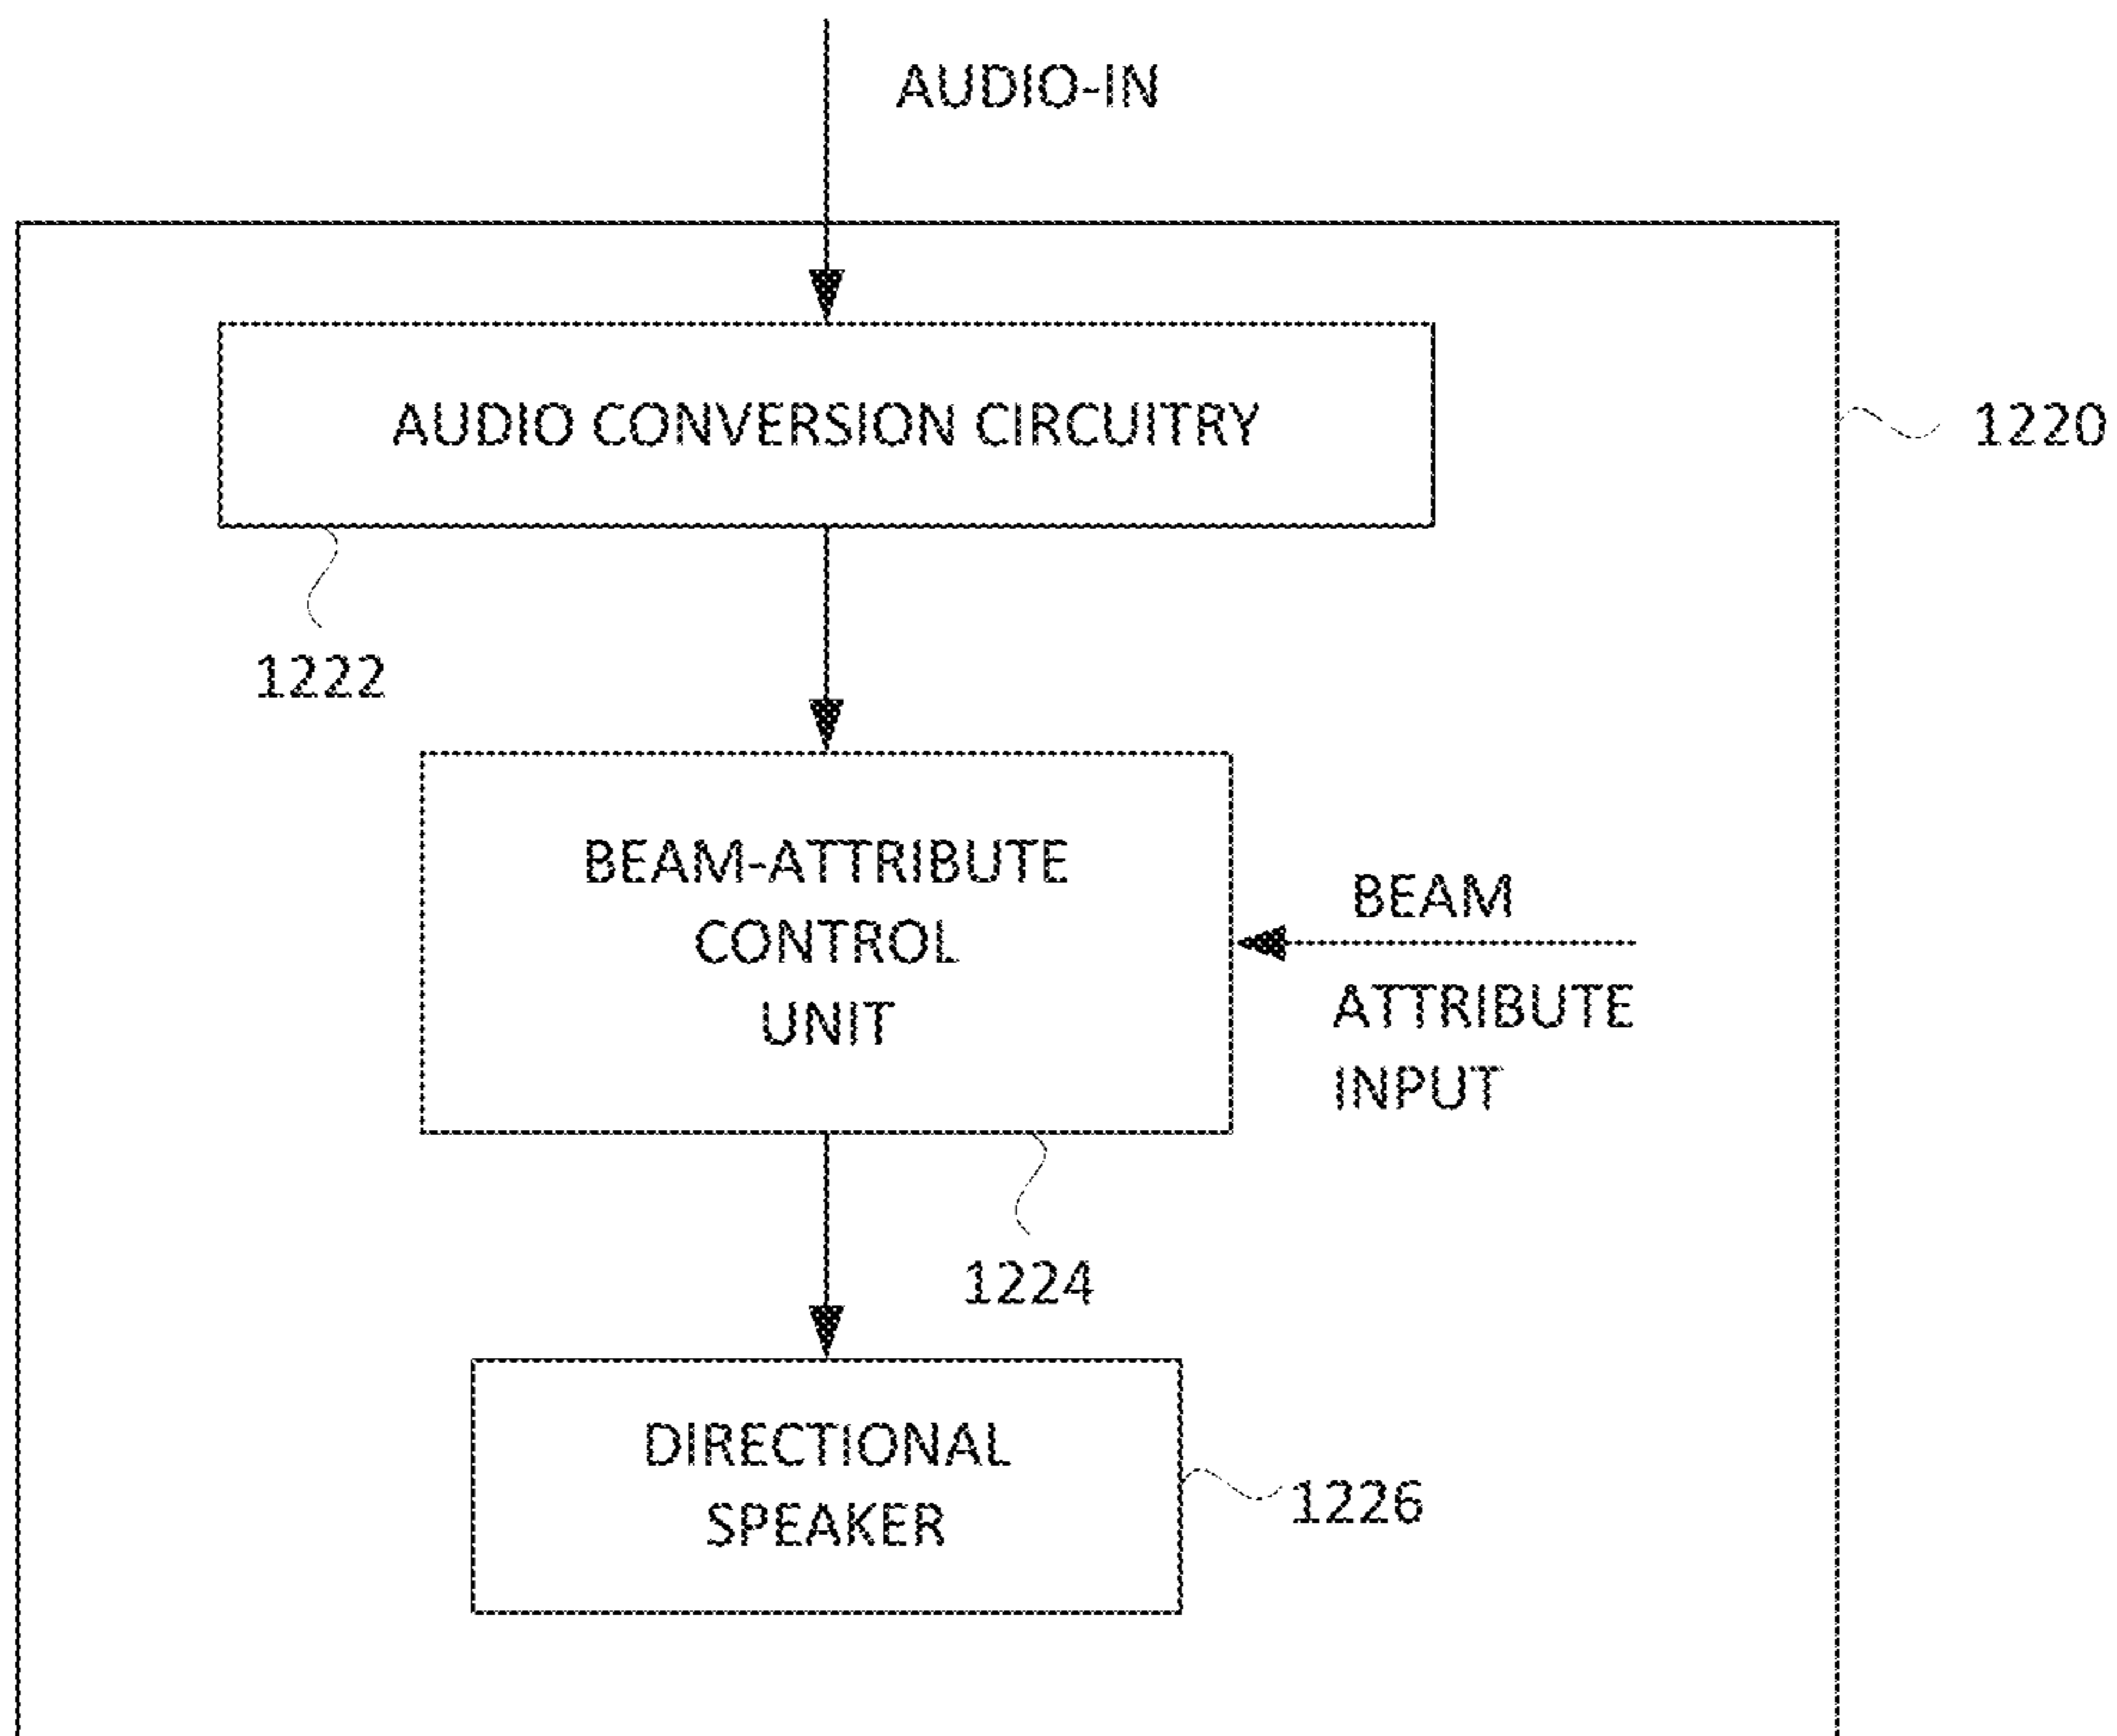 AUDIO-IN
AUDIO CONVERSION CIRCUITRY
1220
1222
BEAM-ATTRIBUTE
CONTROL
UNIT
BEAM
ATTRIBUTE
INPUT
1224
DIRECTIONAL
SPEAKER
1226